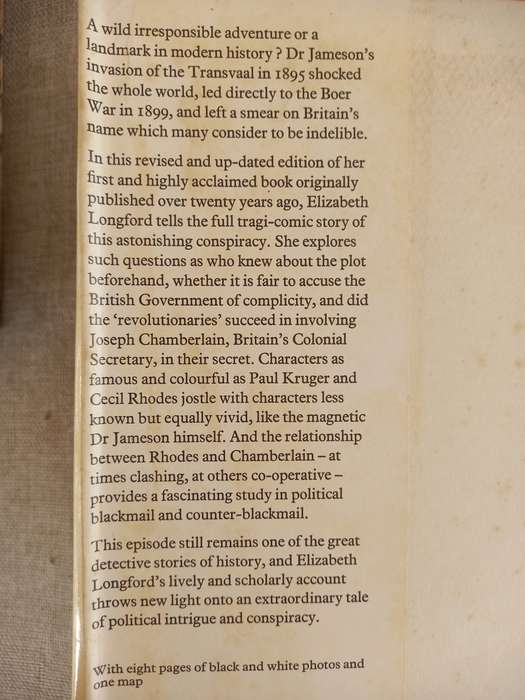 A wild irresponsible adventure or a
landmark in modern history ? Dr Jameson's
invasion of the Transvaal in 1895 shocked
the whole world, led directly to the Boer
War in 1899, and left a smear on Britain's
name which many consider to be indelible.
In this revised and up-dated edition of her
first and highly acclaimed book originally
published over twenty years ago, Elizabeth
Longford tells the full tragi-comic story of
this astonishing conspiracy. She explores
such questions as who knew about the plot
beforehand, whether it is fair to accuse the
British Government of complicity, and did
the 'revolutionaries' succeed in involving
Joseph Chamberlain, Britain's Colonial
Secretary, in their secret. Characters as
famous and colourful as Paul Kruger and
Cecil Rhodes jostle with characters less
known but equally vivid, like the magnetic
Dr Jameson himself. And the relationship
between Rhodes and Chamberlain – at
times clashing, at others co-operative –
provides a fascinating study in political
blackmail and counter-blackmail.
This episode still remains one of the great
detective stories of history, and Elizabeth
Longford's lively and scholarly account
throws new light onto an extraordinary tale
of political intrigue and conspiracy.
With eight pages of black and white photos and
one map